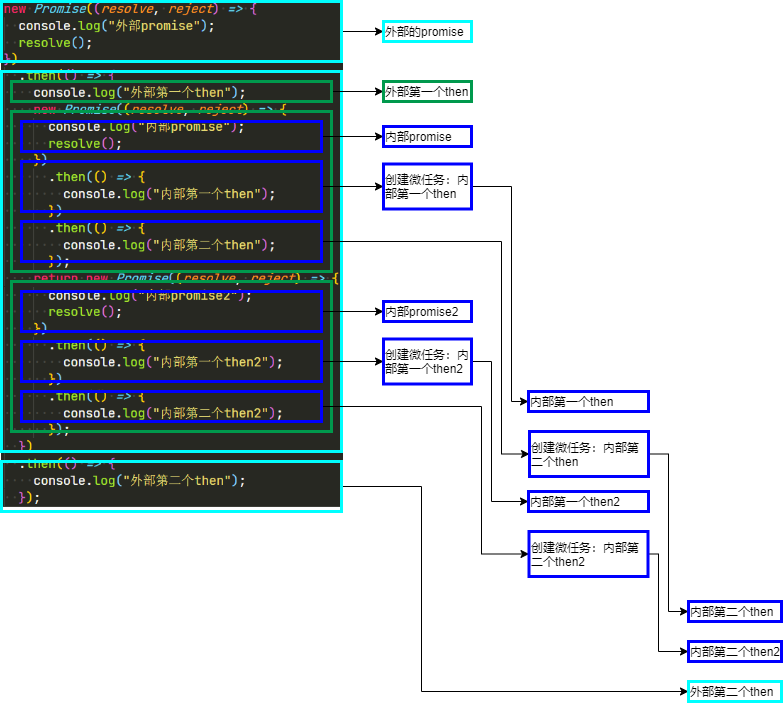 new Promise((resolve, reject) => {
console.log("外部promise");
resolve();
})
.then(() => {
console.log("外部第一个then");
new Promise((resolve, reject) => {
console.log("内部promise");
resolve();
})
.then(() => {
console.log("内部第一个then");
})
.then(() => {
console.log("内部第二个then");
});
return new Promise((resolve, reject) => {
console.log("内部promise2");
resolve();
})
.then(() => {
console.log("内部第一个then2");
})
.then(() => {
console.log("内部第二个then2");
});
})
.then(() => {
console.log("外部第二个then");
});
外部的promise
外部第一个then
内部promise
创建微任务：内
部第一个then
内部promise2
创建微任务：内
部第一个then2
内部第一个then
创建微任务：内部第
二个then
内部第一个then2
创建微任务：内部第
二个then2
内部第二个then
内部第二个then2
外部第二个then